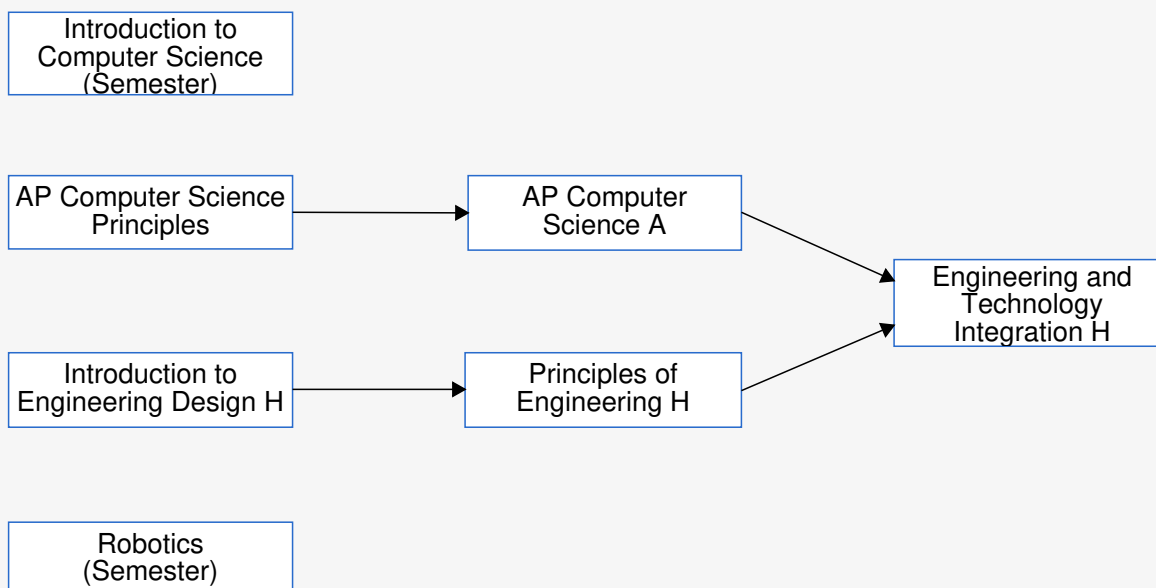 Introduction to
Computer Science
(Semester)
AP Computer Science
Principles
AP Computer
Science A
Engineering and
Technology
Integration H
Introduction to
Engineering Design H
Principles of
Engineering H
Robotics
(Semester)